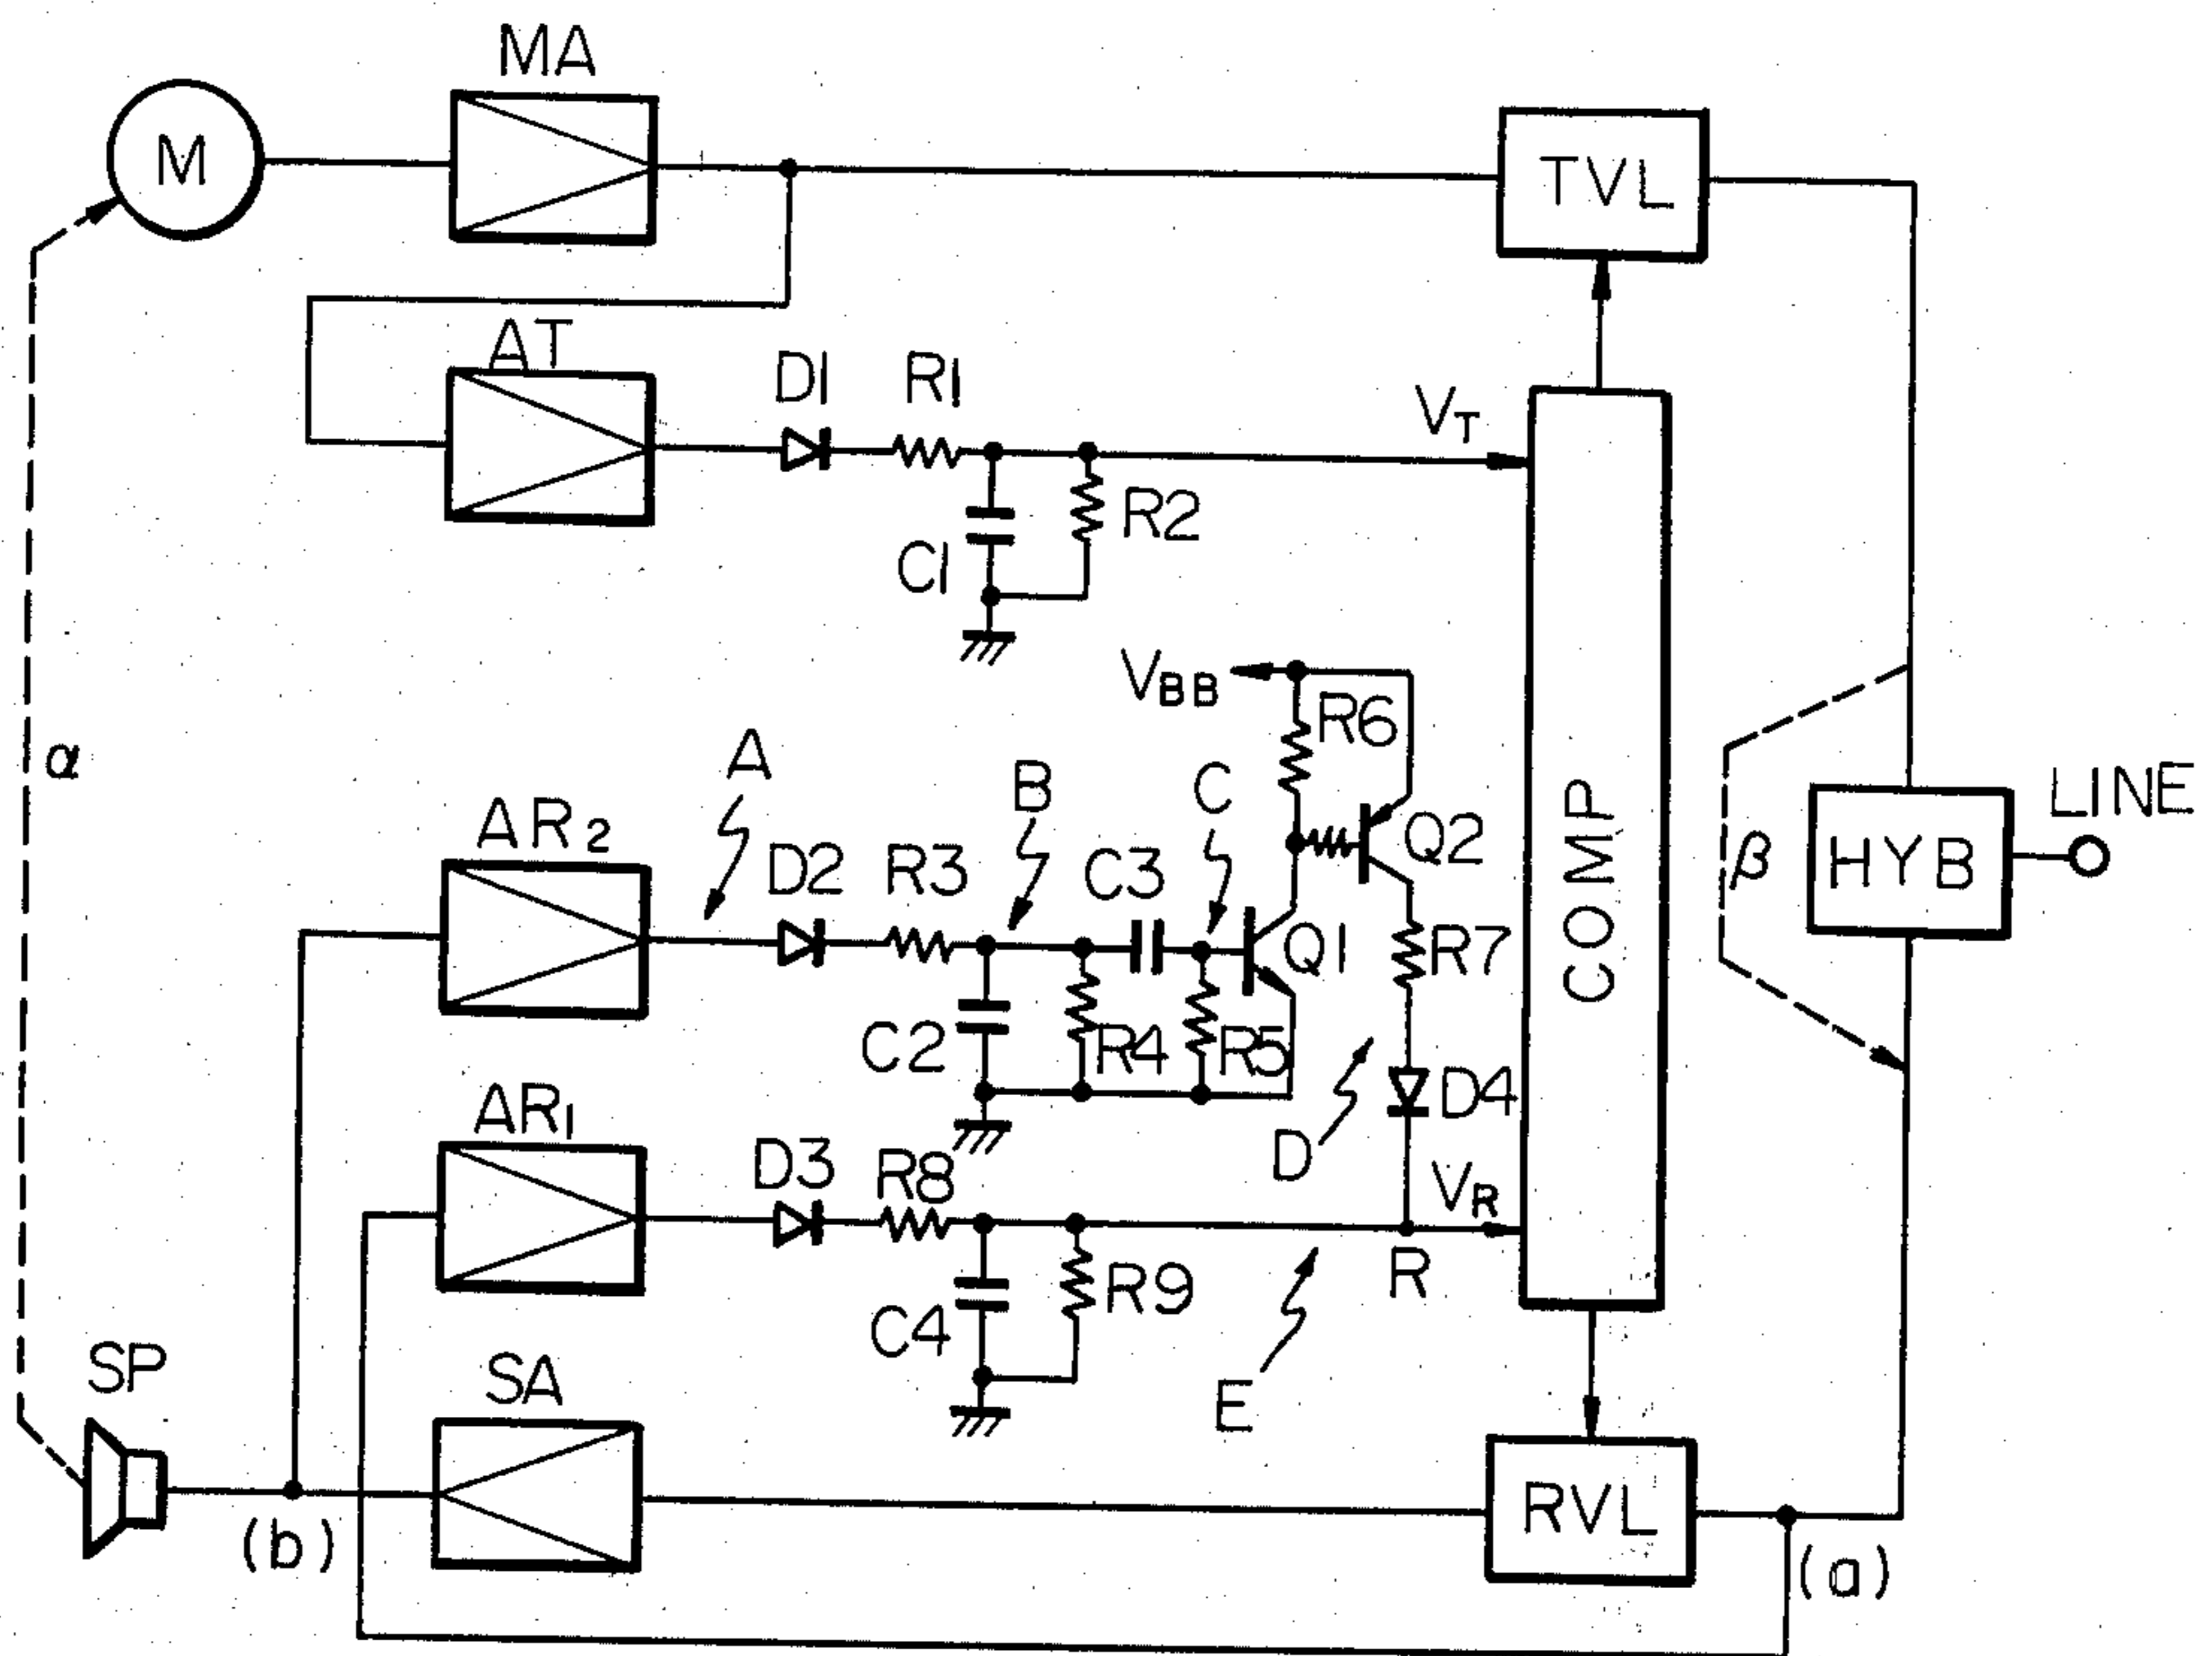 MA
M
TVL
AT
D1
R1
VT
R2
C1
VBB
R6
α
A
B
C
AR2
D2
R3
C3
Q2
COMP
β
HYB
LINE
Q1
R7
C2
R4
R5
D4
AR1
D3
R8
D
VR
R9
R
C4
SP
SA
E
RVL
(b)
(a)